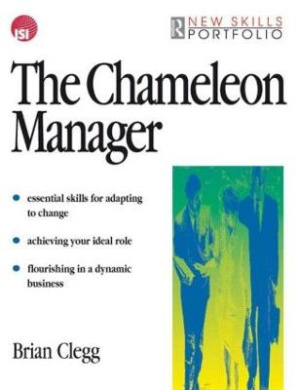 ISI
NEW SKILLS
PORTFOLIO
The Chameleon
Manager
essential skills for adapting
to change
achieving your ideal role
flourishing in a dynamic
business
Brian Clegg